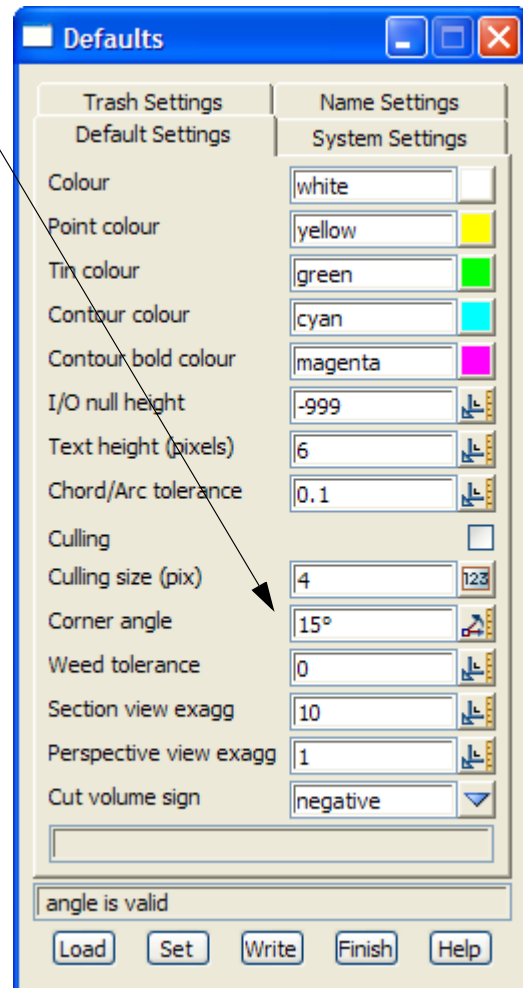 Defaults
Trash Settings
Name Settings
Default Settings
System Settings
Colour white
Point colour yellow
Tin colour green
Contour colour cyan
Contour bold colour magenta
I/O null height -999
Text height (pixels) 6
Chord/Arc tolerance 0.1
Culling
Culling size (pix) 4 123
Corner angle 15°
Weed tolerance 0
Section view exagg 10
Perspective view exagg 1
Cut volume sign negative
angle is valid
Load Set Write Finish Help